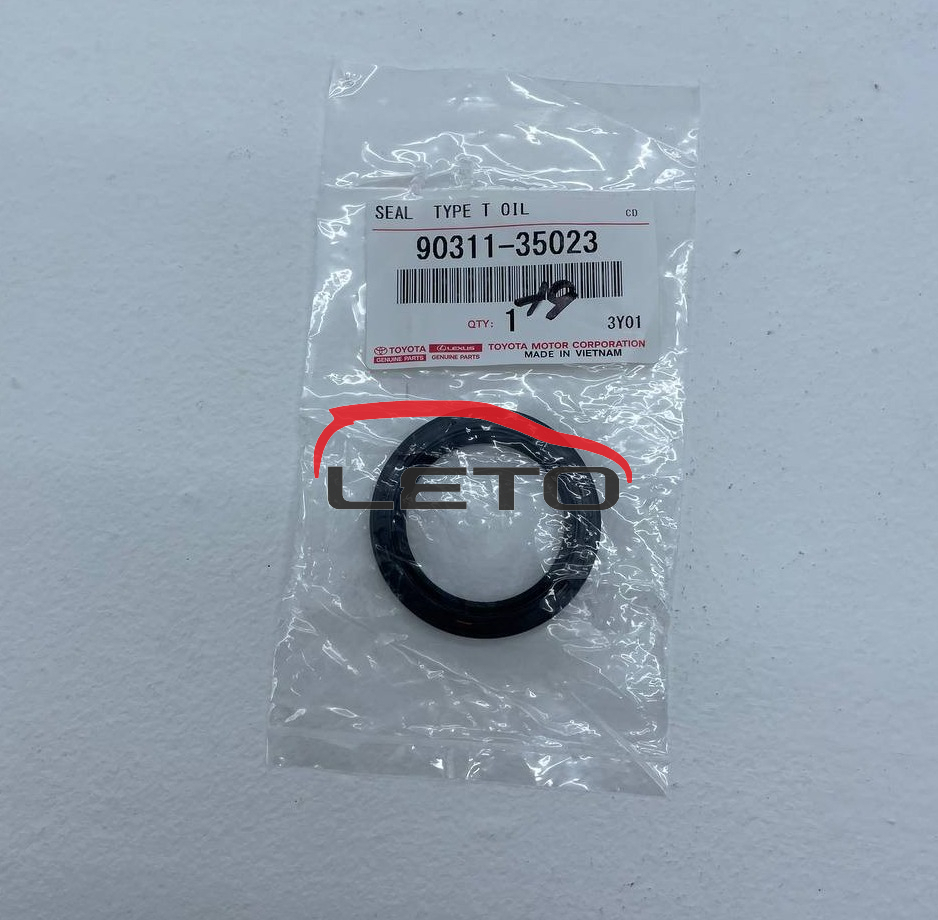 SEAL TYPE T OIL CD
90311-35023
QTY: 1 3Y01
TOYOTA LEXUS TOYOTA MOTOR CORPORATION
GENUINE PARTS GENUINE PARTS MADE IN VIETNAM
LETO